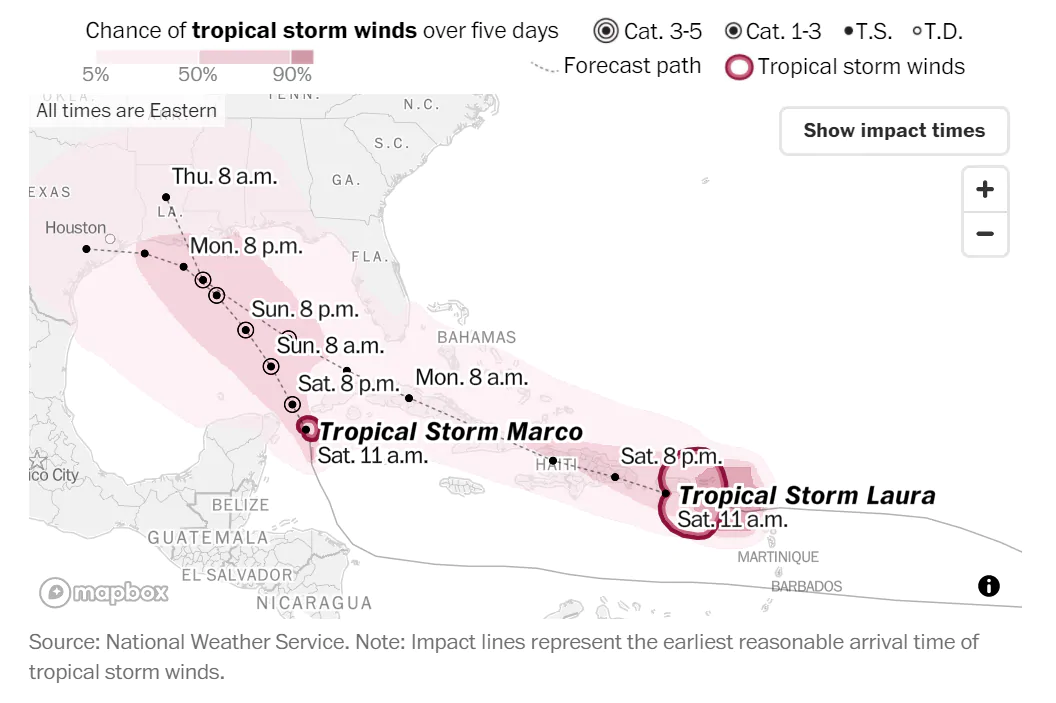 Chance of tropical storm winds over five days
5% 50% 90%
Cat. 3-5 Cat. 1-3 T.S. T.D.
Forecast path Tropical storm winds
All times are Eastern
Show impact times
+
−
TENN.
N.C.
S.C.
GA.
EXAS
LA.
Houston
FLA.
Thu. 8 a.m.
Mon. 8 p.m.
Sun. 8 p.m.
Sun. 8 a.m.
Sat. 8 p.m.
BAHAMAS
Mon. 8 a.m.
Tropical Storm Marco
Sat. 11 a.m.
HAITI
Sat. 8 p.m.
Tropical Storm Laura
Sat. 11 a.m.
ico City
BELIZE
GUATEMALA
EL SALVADOR
NICARAGUA
MARTINIQUE
BARBADOS
mapbox
i
Source: National Weather Service. Note: Impact lines represent the earliest reasonable arrival time of
tropical storm winds.